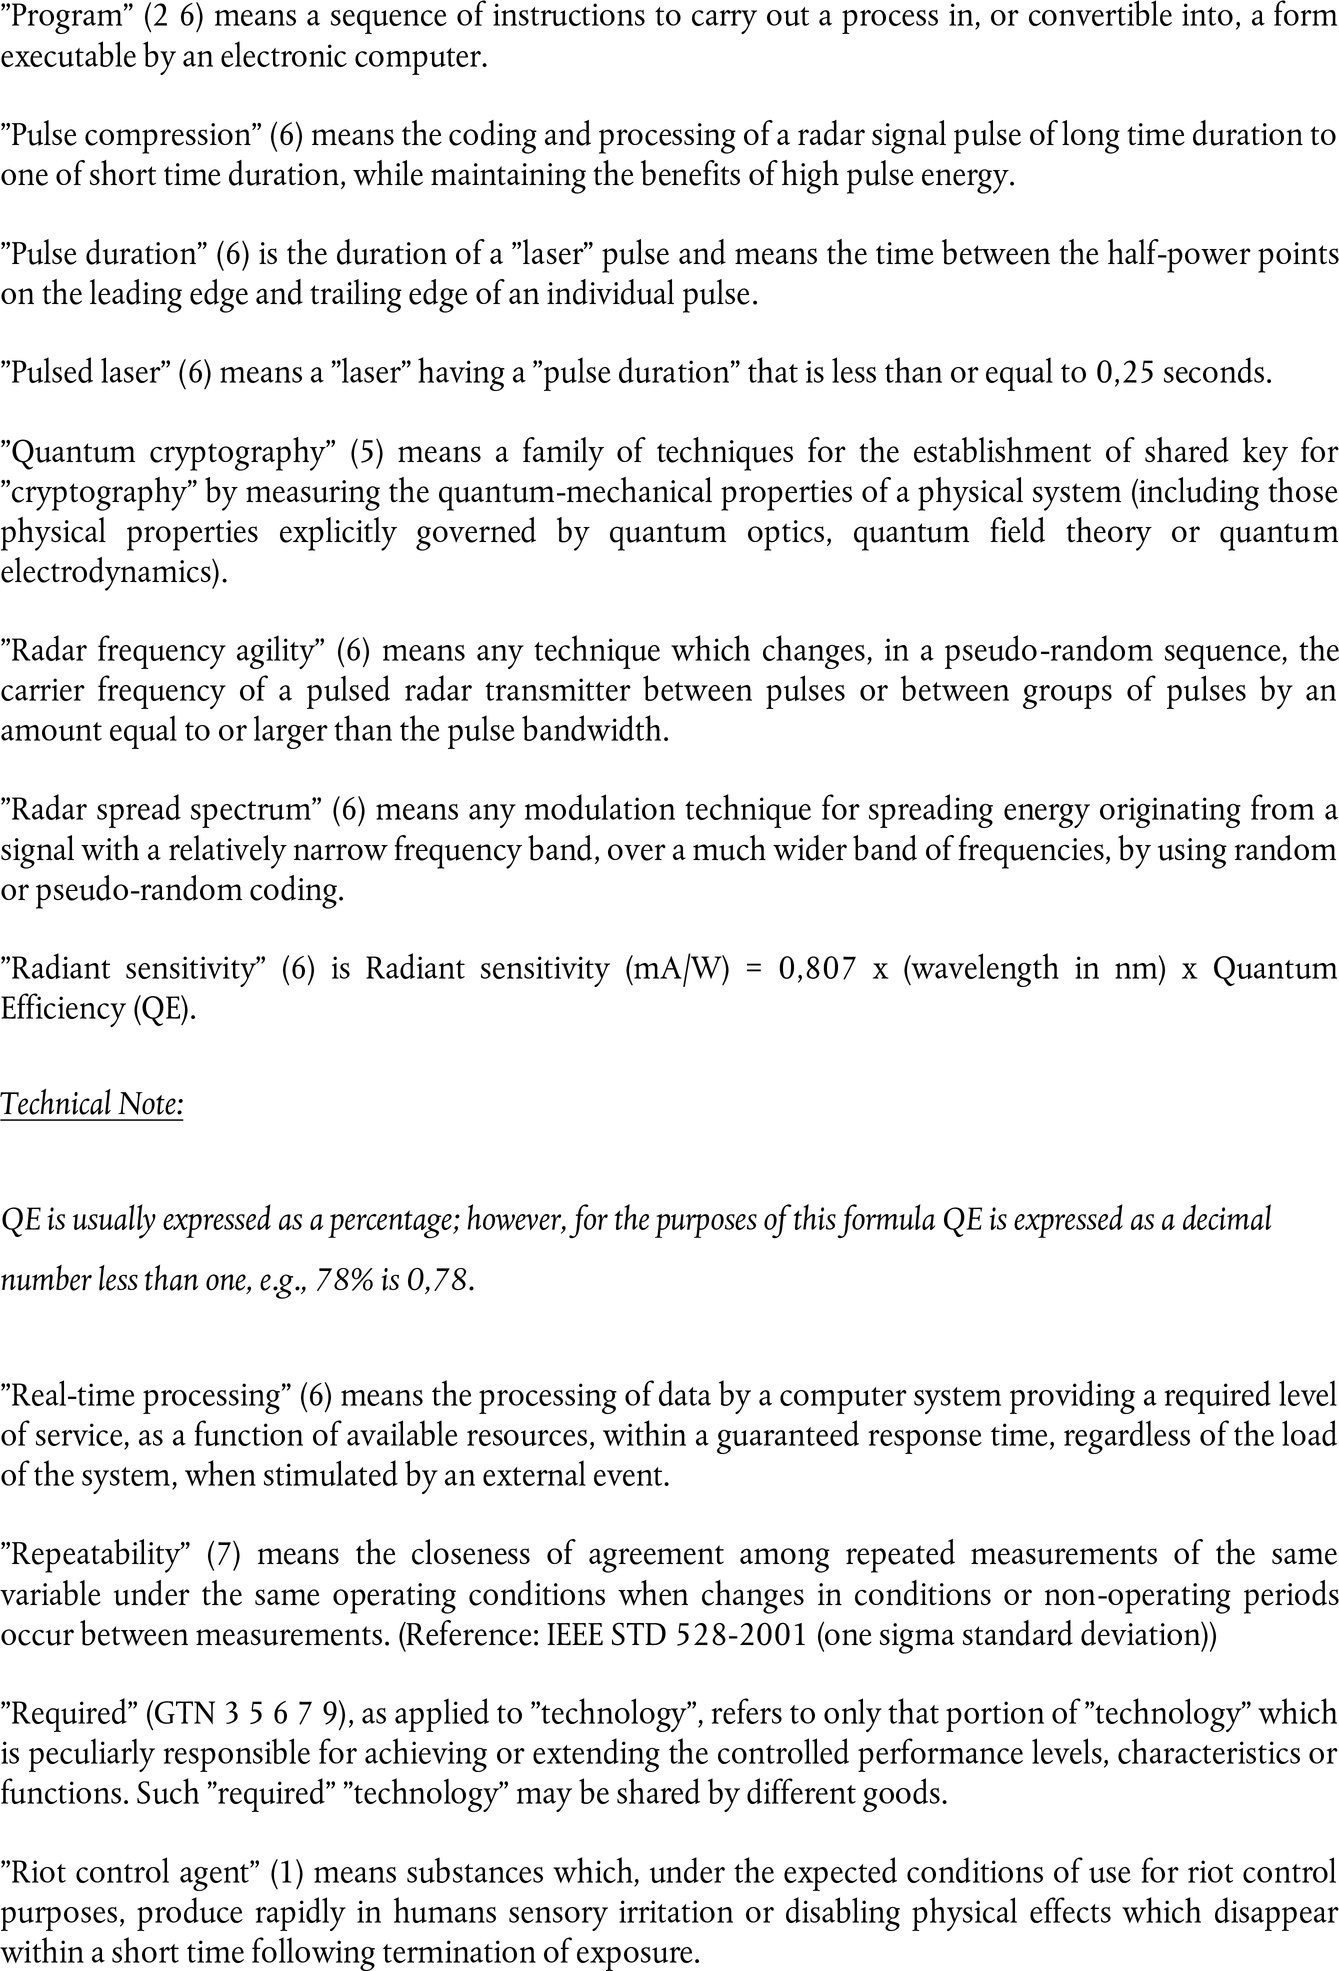 ”Program” (2 6) means a sequence of instructions to carry out a process in, or convertible into, a form
executable by an electronic computer.
”Pulse compression” (6) means the coding and processing of a radar signal pulse of long time duration to
one of short time duration, while maintaining the benefits of high pulse energy.
”Pulse duration” (6) is the duration of a ”laser” pulse and means the time between the half-power points
on the leading edge and trailing edge of an individual pulse.
”Pulsed laser” (6) means a ”laser” having a ”pulse duration” that is less than or equal to 0,25 seconds.
”Quantum cryptography” (5) means a family of techniques for the establishment of shared key for
”cryptography” by measuring the quantum-mechanical properties of a physical system (including those
physical properties explicitly governed by quantum optics, quantum field theory or quantum
electrodynamics).
”Radar frequency agility” (6) means any technique which changes, in a pseudo-random sequence, the
carrier frequency of a pulsed radar transmitter between pulses or between groups of pulses by an
amount equal to or larger than the pulse bandwidth.
”Radar spread spectrum” (6) means any modulation technique for spreading energy originating from a
signal with a relatively narrow frequency band, over a much wider band of frequencies, by using random
or pseudo-random coding.
”Radiant sensitivity” (6) is Radiant sensitivity (mA/W) = 0,807 x (wavelength in nm) x Quantum
Efficiency (QE).
Technical Note:
QE is usually expressed as a percentage; however, for the purposes of this formula QE is expressed as a decimal
number less than one, e.g., 78% is 0,78.
”Real-time processing” (6) means the processing of data by a computer system providing a required level
of service, as a function of available resources, within a guaranteed response time, regardless of the load
of the system, when stimulated by an external event.
”Repeatability” (7) means the closeness of agreement among repeated measurements of the same
variable under the same operating conditions when changes in conditions or non-operating periods
occur between measurements. (Reference: IEEE STD 528-2001 (one sigma standard deviation))
”Required” (GTN 3 5 6 7 9), as applied to ”technology”, refers to only that portion of ”technology” which
is peculiarly responsible for achieving or extending the controlled performance levels, characteristics or
functions. Such ”required” ”technology” may be shared by different goods.
”Riot control agent” (1) means substances which, under the expected conditions of use for riot control
purposes, produce rapidly in humans sensory irritation or disabling physical effects which disappear
within a short time following termination of exposure.